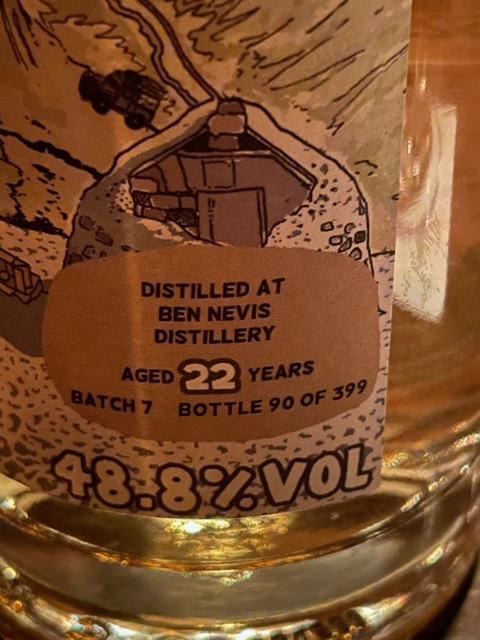 DISTILLED AT
BEN NEVIS
DISTILLERY
AGED 22 YEARS
BATCH 7 BOTTLE 90 OF 399
48.8% VOL